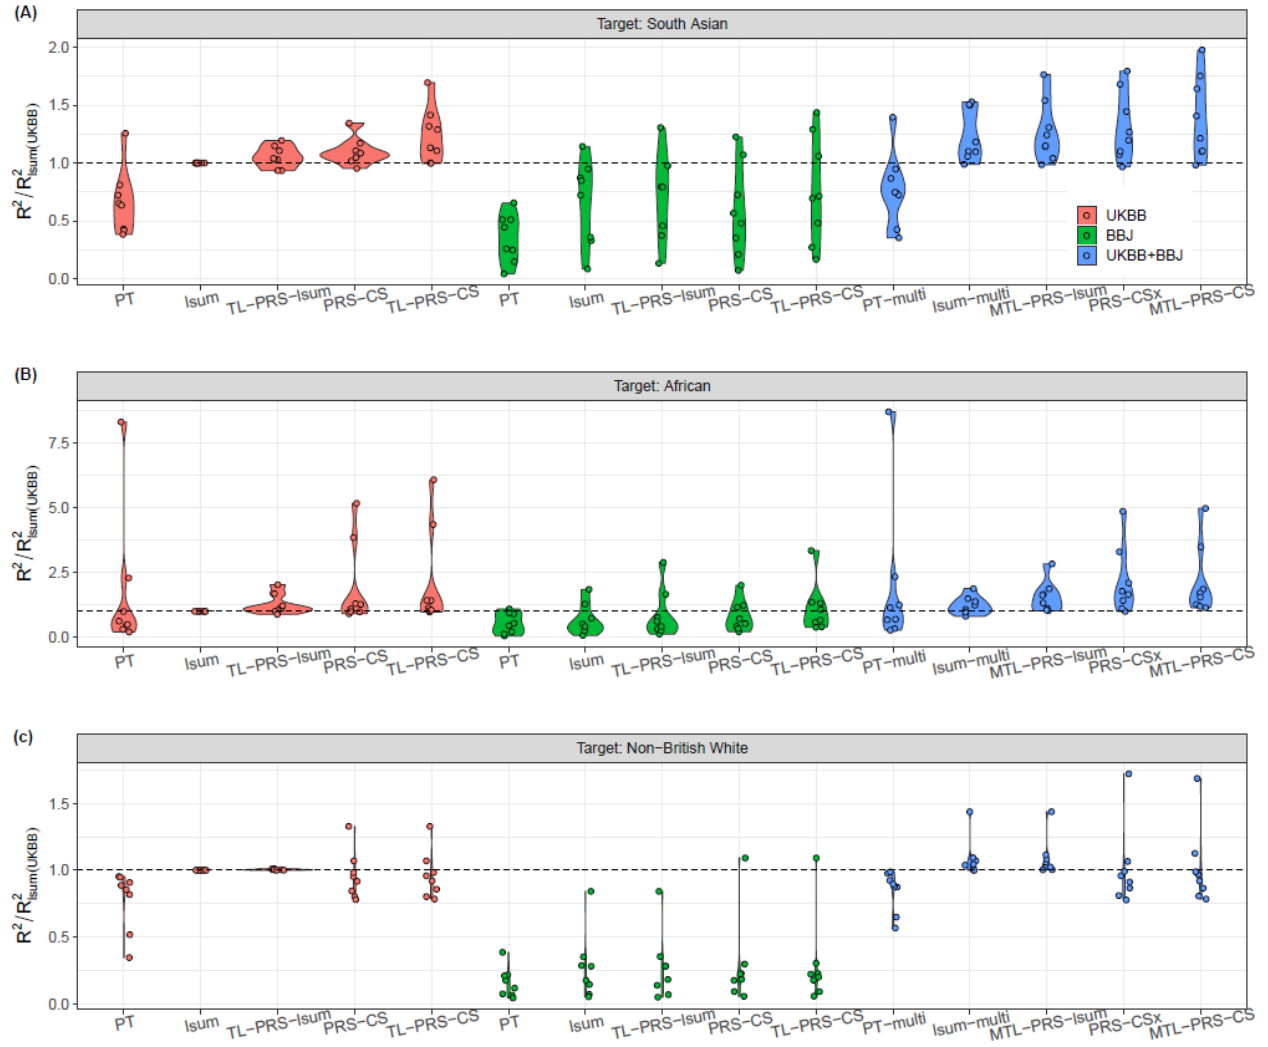 (A)
Target: South Asian
2.0
1.5
1.0
0.5
0.0
R²/R²lsum(UKBB)
UKBB
BBJ
UKBB+BBJ
PT lsum TL−PRS−lsum PRS−CS TL−PRS−CS PT lsum TL−PRS−lsum PRS−CS TL−PRS−CS PT−multi lsum−multi MTL−PRS−lsum PRS−CSx MTL−PRS−CS
(B)
Target: African
7.5
5.0
2.5
0.0
R²/R²lsum(UKBB)
PT lsum TL−PRS−lsum PRS−CS TL−PRS−CS PT lsum TL−PRS−lsum PRS−CS TL−PRS−CS PT−multi lsum−multi MTL−PRS−lsum PRS−CSx MTL−PRS−CS
(c)
Target: Non−British White
1.5
1.0
0.5
0.0
R²/R²lsum(UKBB)
PT lsum TL−PRS−lsum PRS−CS TL−PRS−CS PT lsum TL−PRS−lsum PRS−CS TL−PRS−CS PT−multi lsum−multi MTL−PRS−lsum PRS−CSx MTL−PRS−CS